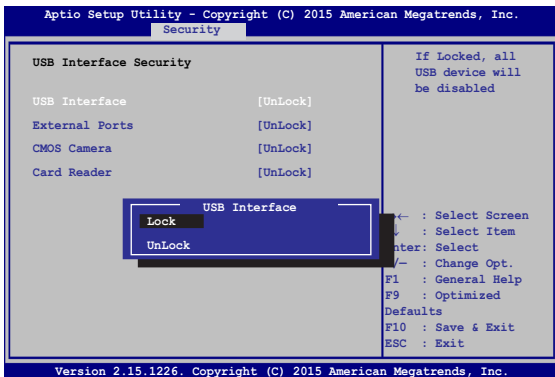 Aptio Setup Utility - Copyright (C) 2015 American Megatrends, Inc.
Security
USB Interface Security
USB Interface [UnLock]
External Ports [UnLock]
CMOS Camera [UnLock]
Card Reader [UnLock]
If Locked, all
USB device will
be disabled
USB Interface
Lock
UnLock
→← : Select Screen
↓ : Select Item
nter: Select
/— : Change Opt.
F1 : General Help
F9 : Optimized
Defaults
F10 : Save & Exit
ESC : Exit
Version 2.15.1226. Copyright (C) 2015 American Megatrends, Inc.